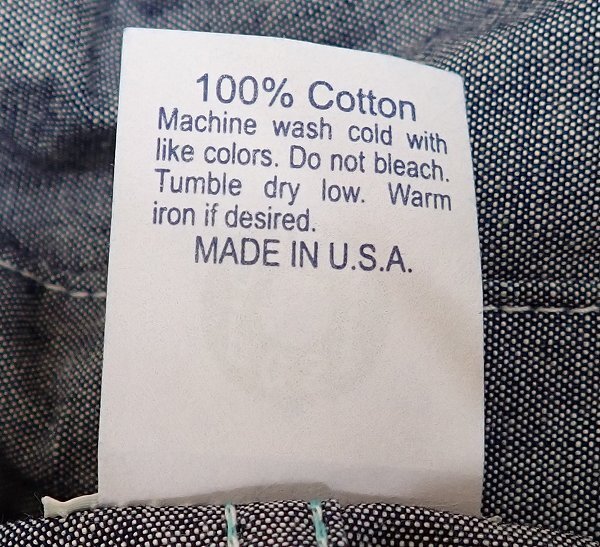 100% Cotton
Machine wash cold with
like colors. Do not bleach.
Tumble dry low. Warm
iron if desired.
MADE IN U.S.A.